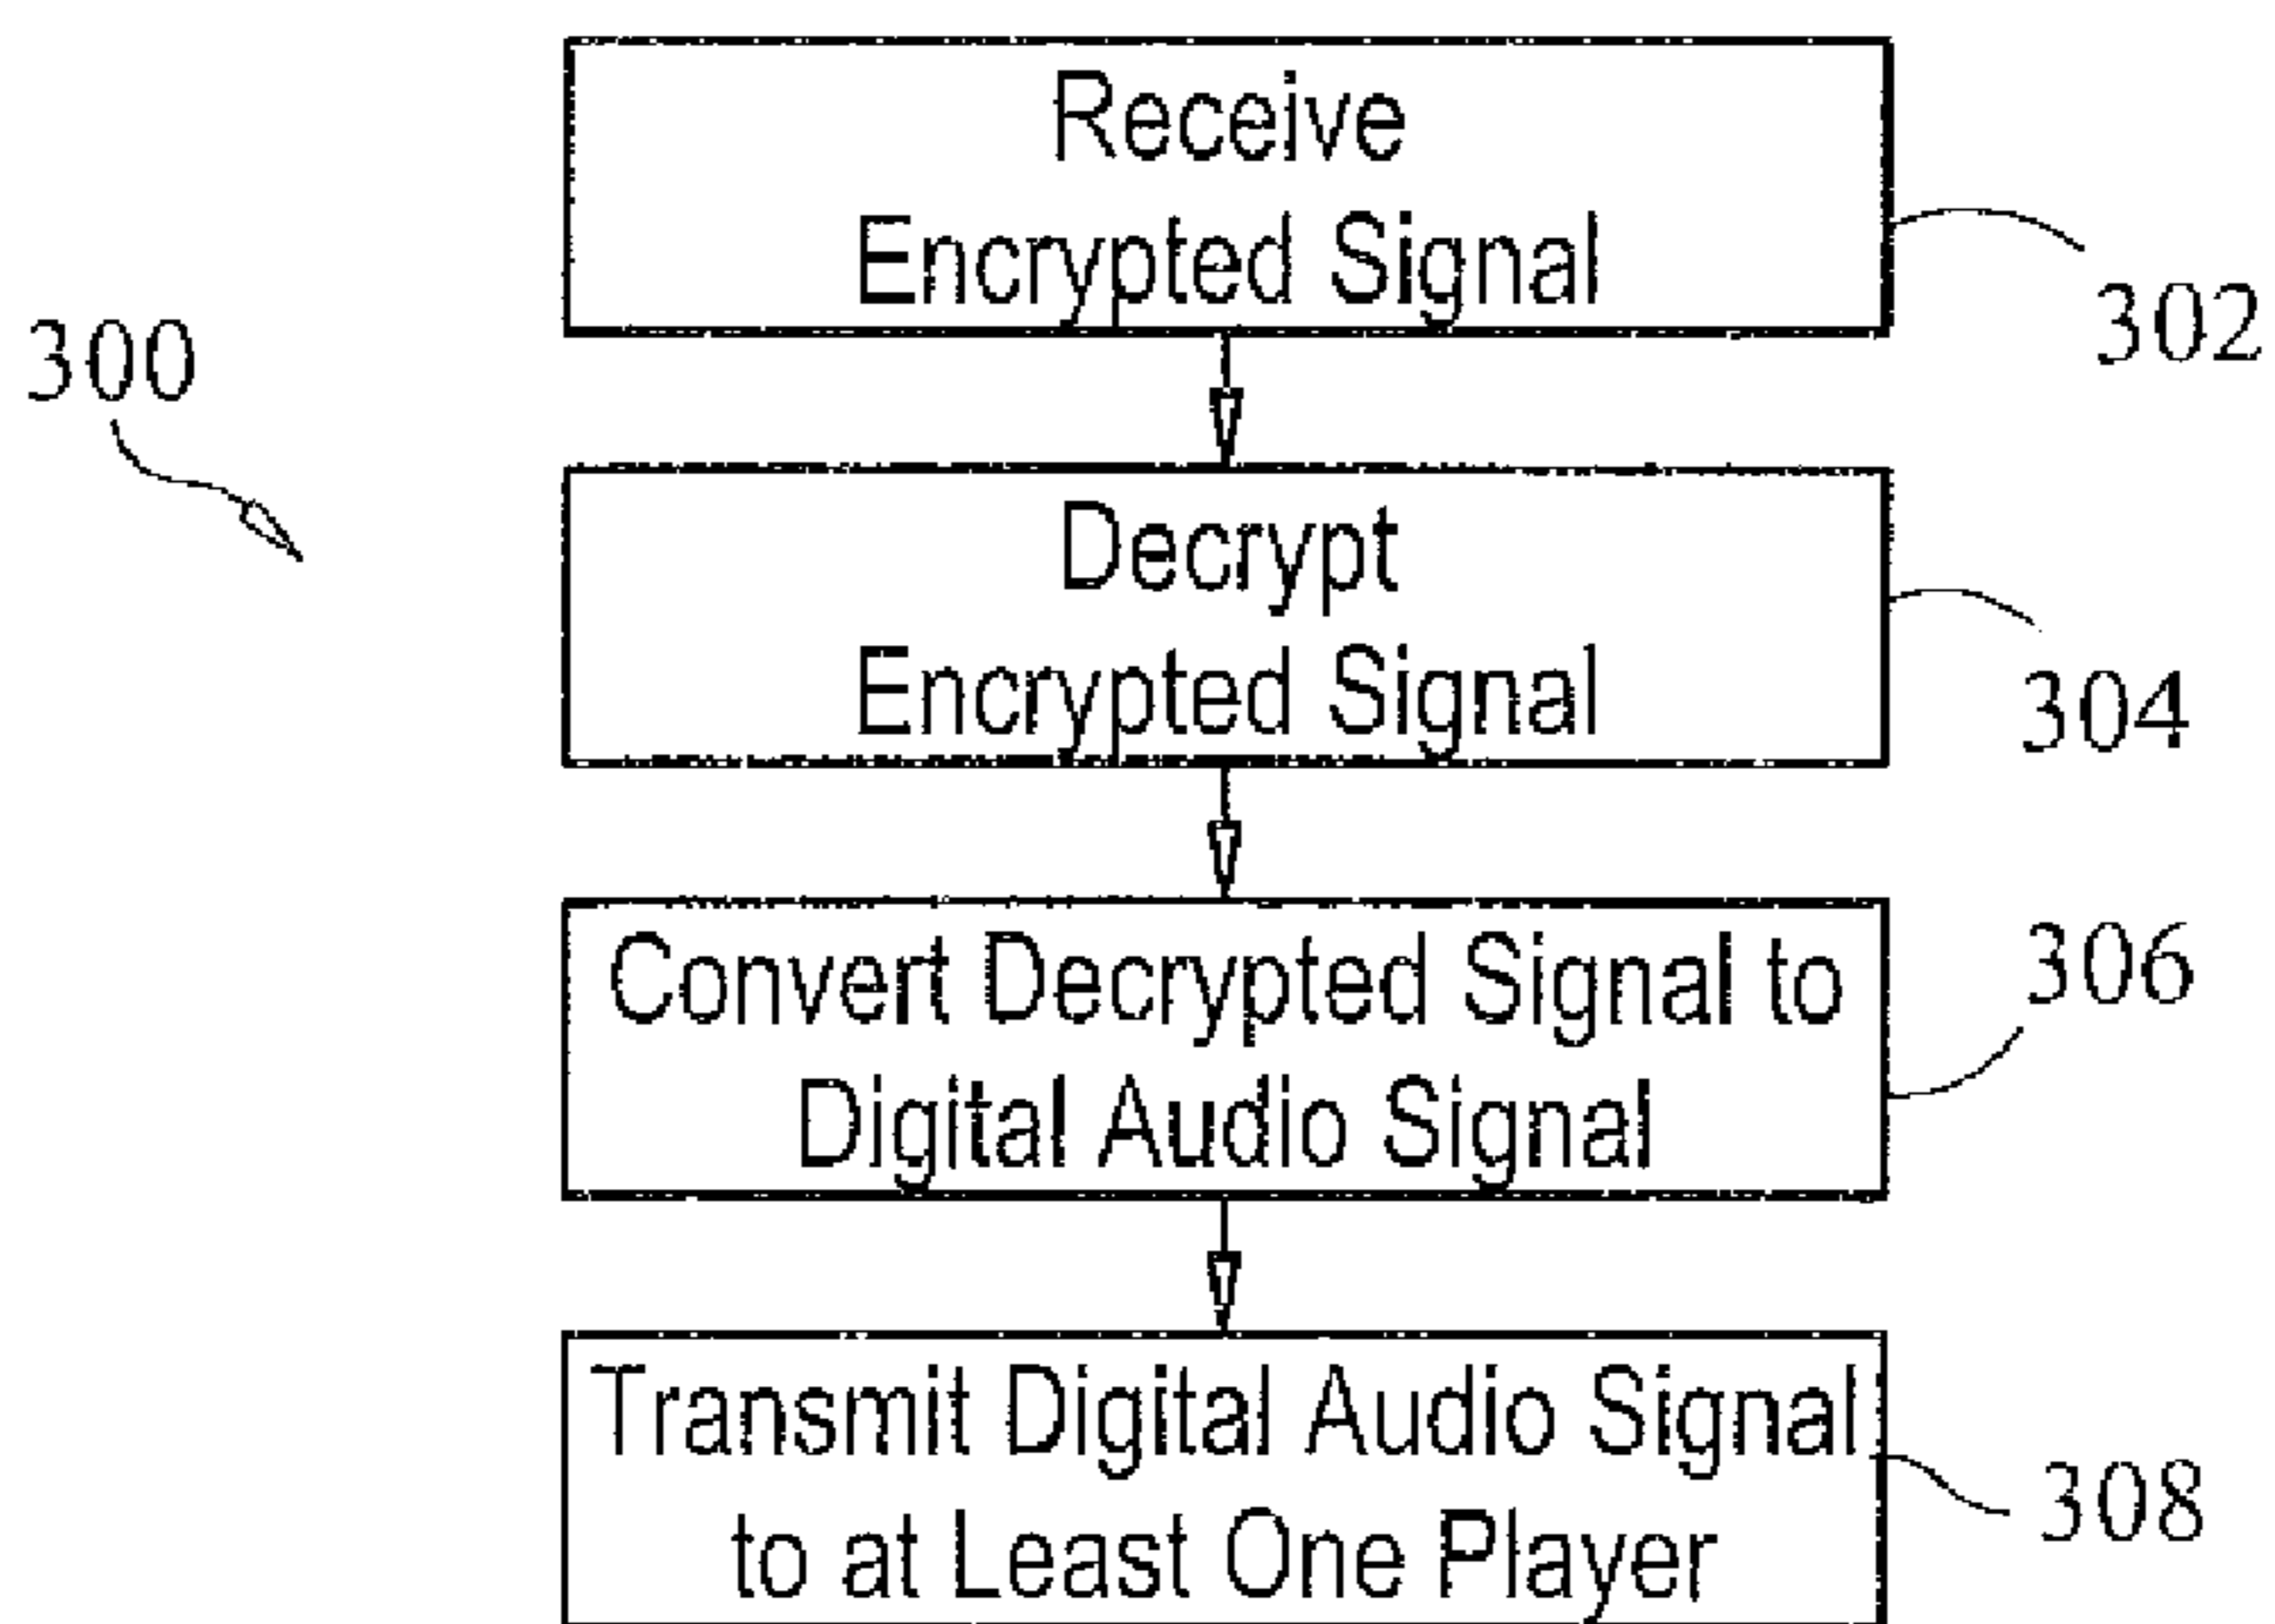 Receive
Encrypted Signal
302
300
Decrypt
Encrypted Signal
304
Convert Decrypted Signal to
Digital Audio Signal
306
Transmit Digital Audio Signal
to at Least One Player
308